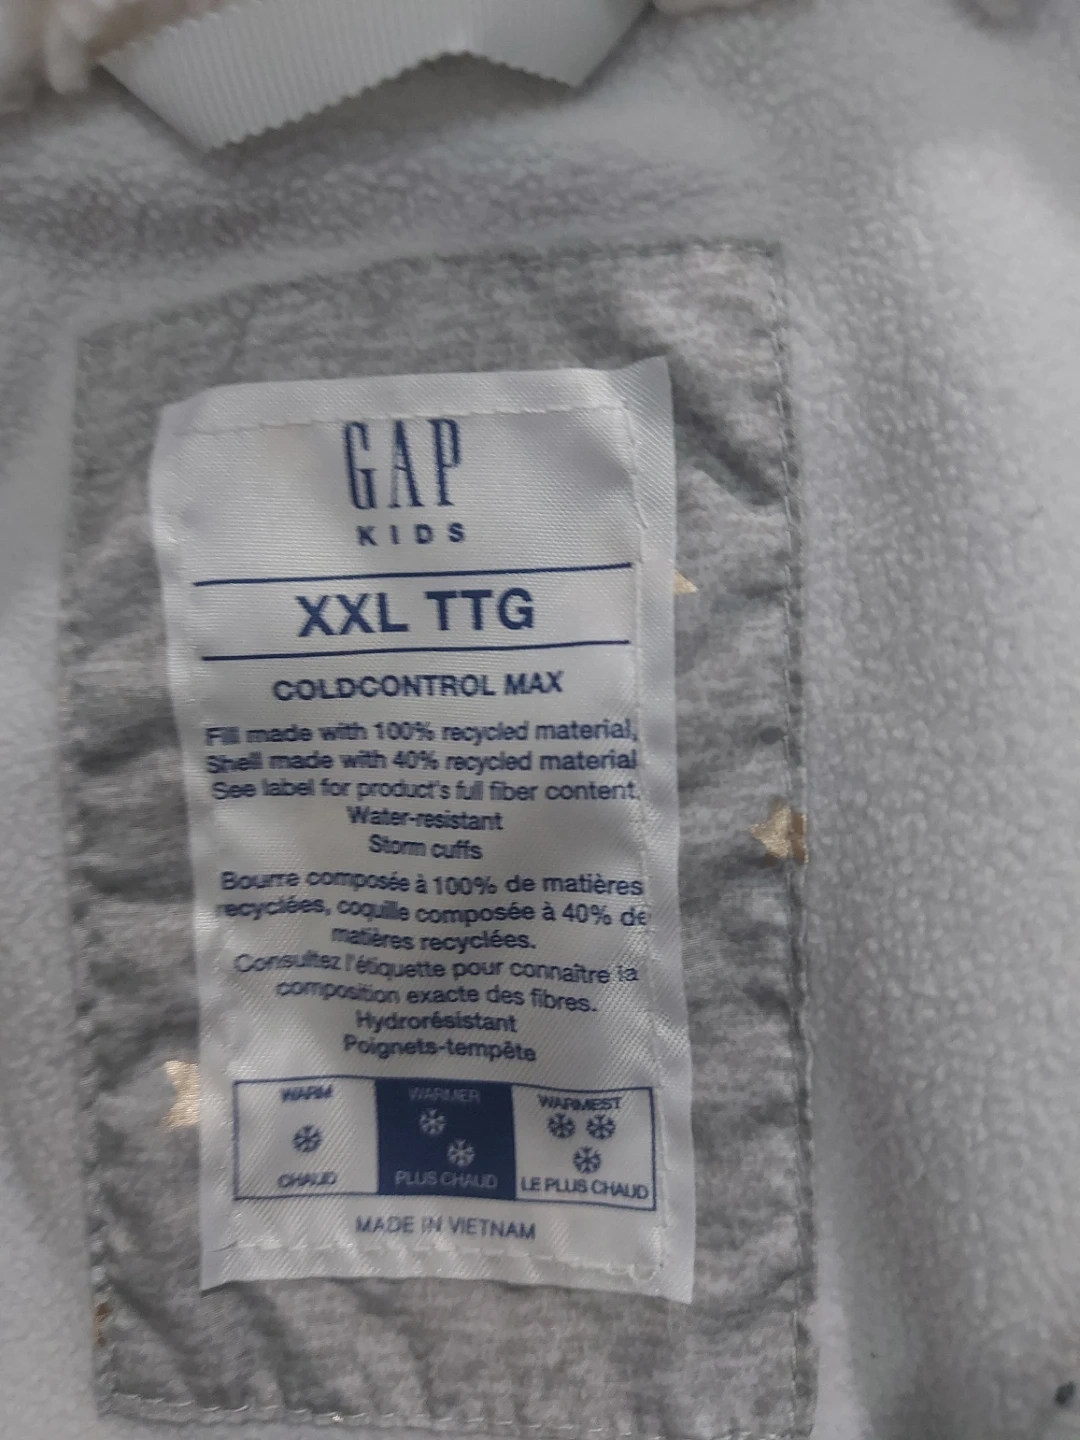 GAP
KIDS
XXL TTG
COLDCONTROL MAX
Fill made with 100% recycled material,
Shell made with 40% recycled material
See label for product's full fiber content.
Water-resistant
Storm cuffs
Bourre composée à 100% de matières
recyclées, coquille composée à 40% de
matières recyclées.
Consultez l'étiquette pour connaître la
composition exacte des fibres.
Hydrorésistant
Poignets-tempête
WARM WARMER WARMEST
CHAUD PLUS CHAUD LE PLUS CHAUD
MADE IN VIETNAM